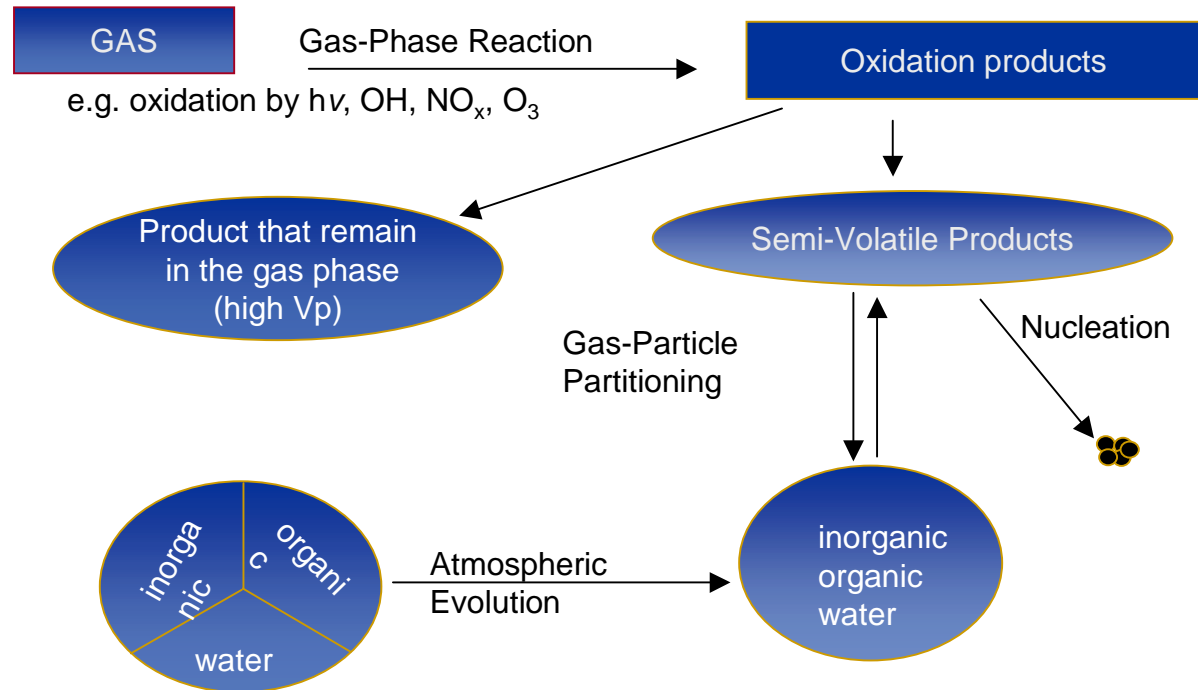 GAS
Gas-Phase Reaction
Oxidation products
e.g. oxidation by hν, OH, NOₓ, O₃
Product that remain
in the gas phase
(high Vp)
Semi-Volatile Products
Gas-Particle
Partitioning
Nucleation
inorga
nic
organi
c
water
Atmospheric
Evolution
inorganic
organic
water